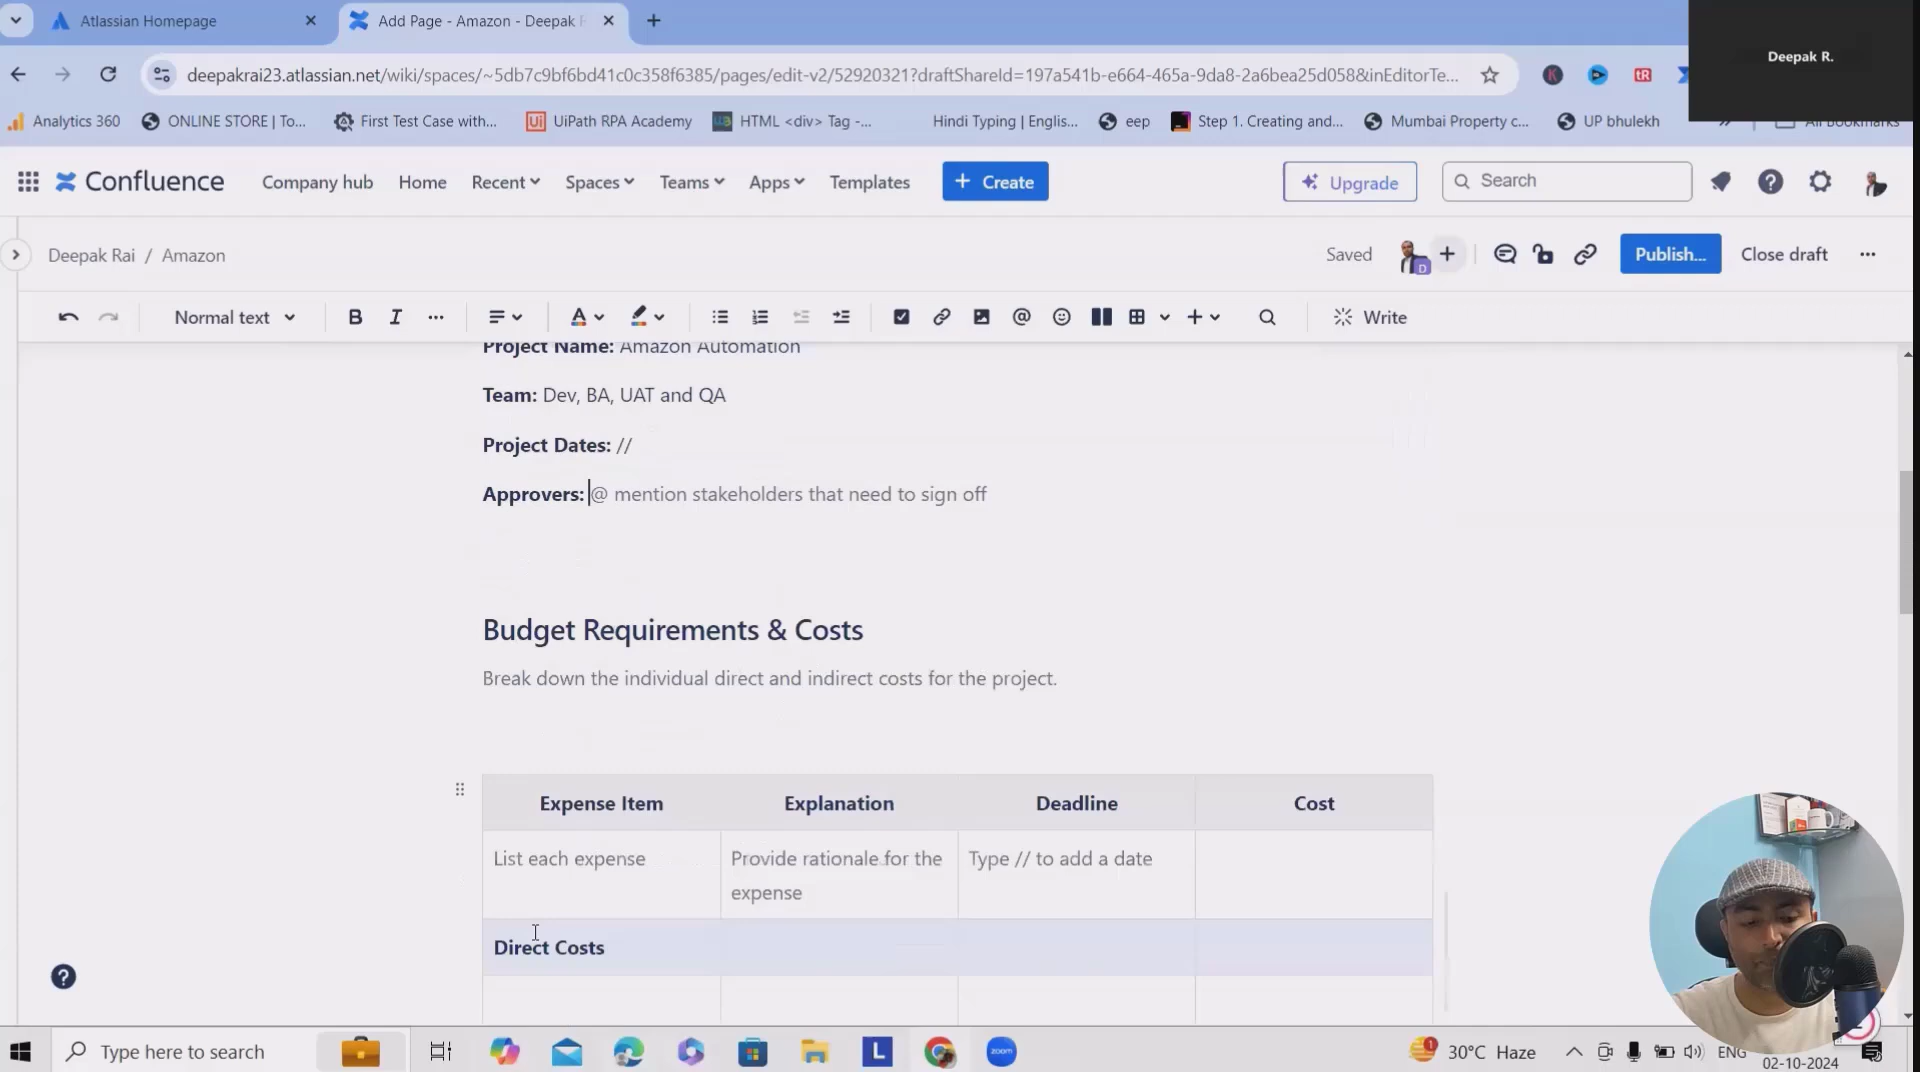 Atlassian Homepage
Add Page - Amazon - Deepak
Deepak R.
deepakrai23.atlassian.net/wiki/spaces/~5db7c9bf6bd41c0c358f6385/pages/edit-v2/52920321?draftShareId=197a541b-e664-465a-9da8-2a6bea25d058&inEditorTe...
Analytics 360
ONLINE STORE | To...
First Test Case with...
UiPath RPA Academy
HTML <div> Tag -...
Hindi Typing | Englis...
eep
Step 1. Creating and...
Mumbai Property c...
UP bhulekh
All Bookmarks
Confluence
Company hub
Home
Recent
Spaces
Teams
Apps
Templates
+ Create
Upgrade
Search
Deepak Rai / Amazon
Saved
D
Publish...
Close draft
Normal text
B
I
A
Write
Project Name: Amazon Automation
Team: Dev, BA, UAT and QA
Project Dates: //
Approvers: @ mention stakeholders that need to sign off
Budget Requirements & Costs
Break down the individual direct and indirect costs for the project.
Expense Item
Explanation
Deadline
Cost
List each expense
Provide rationale for the
expense
Type // to add a date
Direct Costs
Type here to search
L
zoom
1
30°C Haze
ENG
02-10-2024